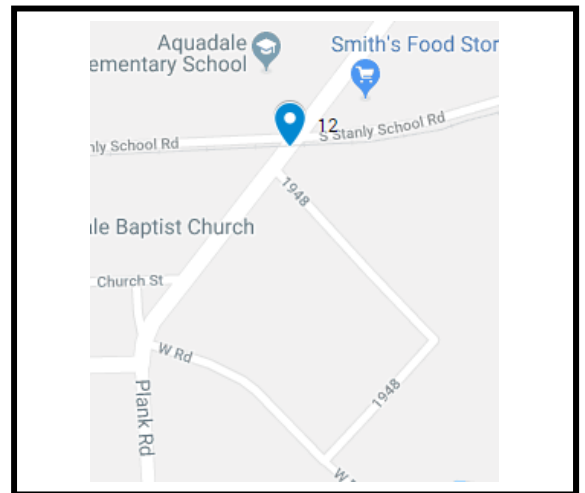 Aquadale
ementary School
Smith's Food Stor
12
nly School Rd
S Stanly School Rd
1948
le Baptist Church
Church St
W Rd
Plank Rd
1948
W